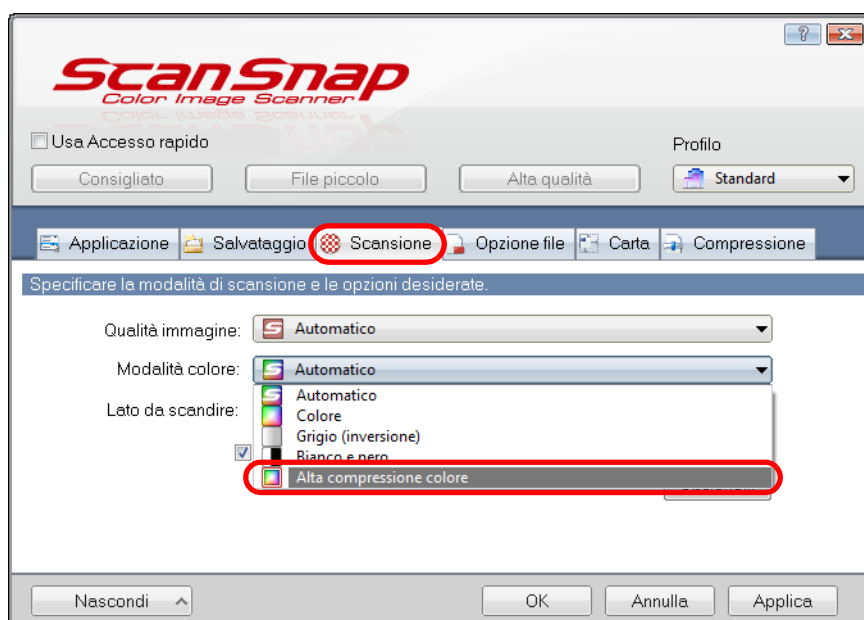 ScanSnap
Color Image Scanner
Usa Accesso rapido
Profilo
Consigliato File piccolo Alta qualità Standard
Applicazione Salvataggio Scansione Opzione file Carta Compressione
Specificare la modalità di scansione e le opzioni desiderate.
Qualità immagine: Automatico
Modalità colore: Automatico
Automatico
Lato da scandire: Colore
Grigio (inversione)
Bianco e nero
Alta compressione colore
Nascondi OK Annulla Applica